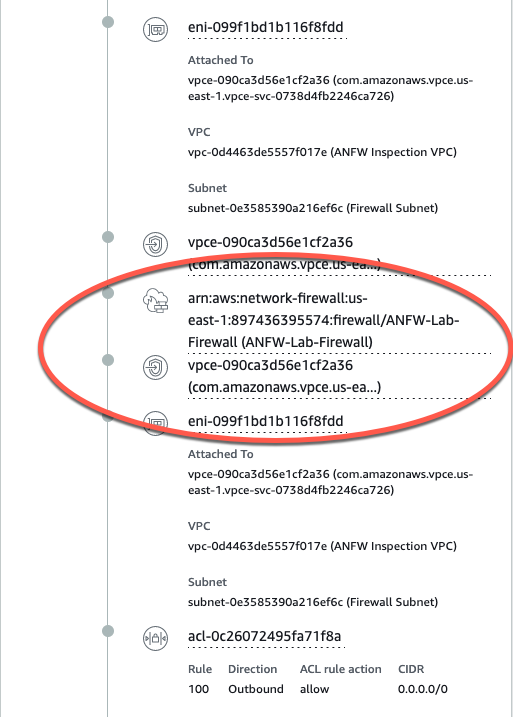 eni-099f1bd1b116f8fdd
Attached To
vpce-090ca3d56e1cf2a36 (com.amazonaws.vpce.us-
east-1.vpce-svc-0738d4fb2246ca726)
VPC
vpc-0d4463de5557f017e (ANFW Inspection VPC)
Subnet
subnet-0e3585390a216ef6c (Firewall Subnet)
vpce-090ca3d56e1cf2a36
(com.amazonaws.vpce.us-ea...)
arn:aws:network-firewall:us-
east-1:897436395574:firewall/ANFW-Lab-
Firewall (ANFW-Lab-Firewall)
vpce-090ca3d56e1cf2a36
(com.amazonaws.vpce.us-ea...)
eni-099f1bd1b116f8fdd
Attached To
vpce-090ca3d56e1cf2a36 (com.amazonaws.vpce.us-
east-1.vpce-svc-0738d4fb2246ca726)
VPC
vpc-0d4463de5557f017e (ANFW Inspection VPC)
Subnet
subnet-0e3585390a216ef6c (Firewall Subnet)
acl-0c26072495fa71f8a
Rule Direction ACL rule action CIDR
100 Outbound allow 0.0.0.0/0